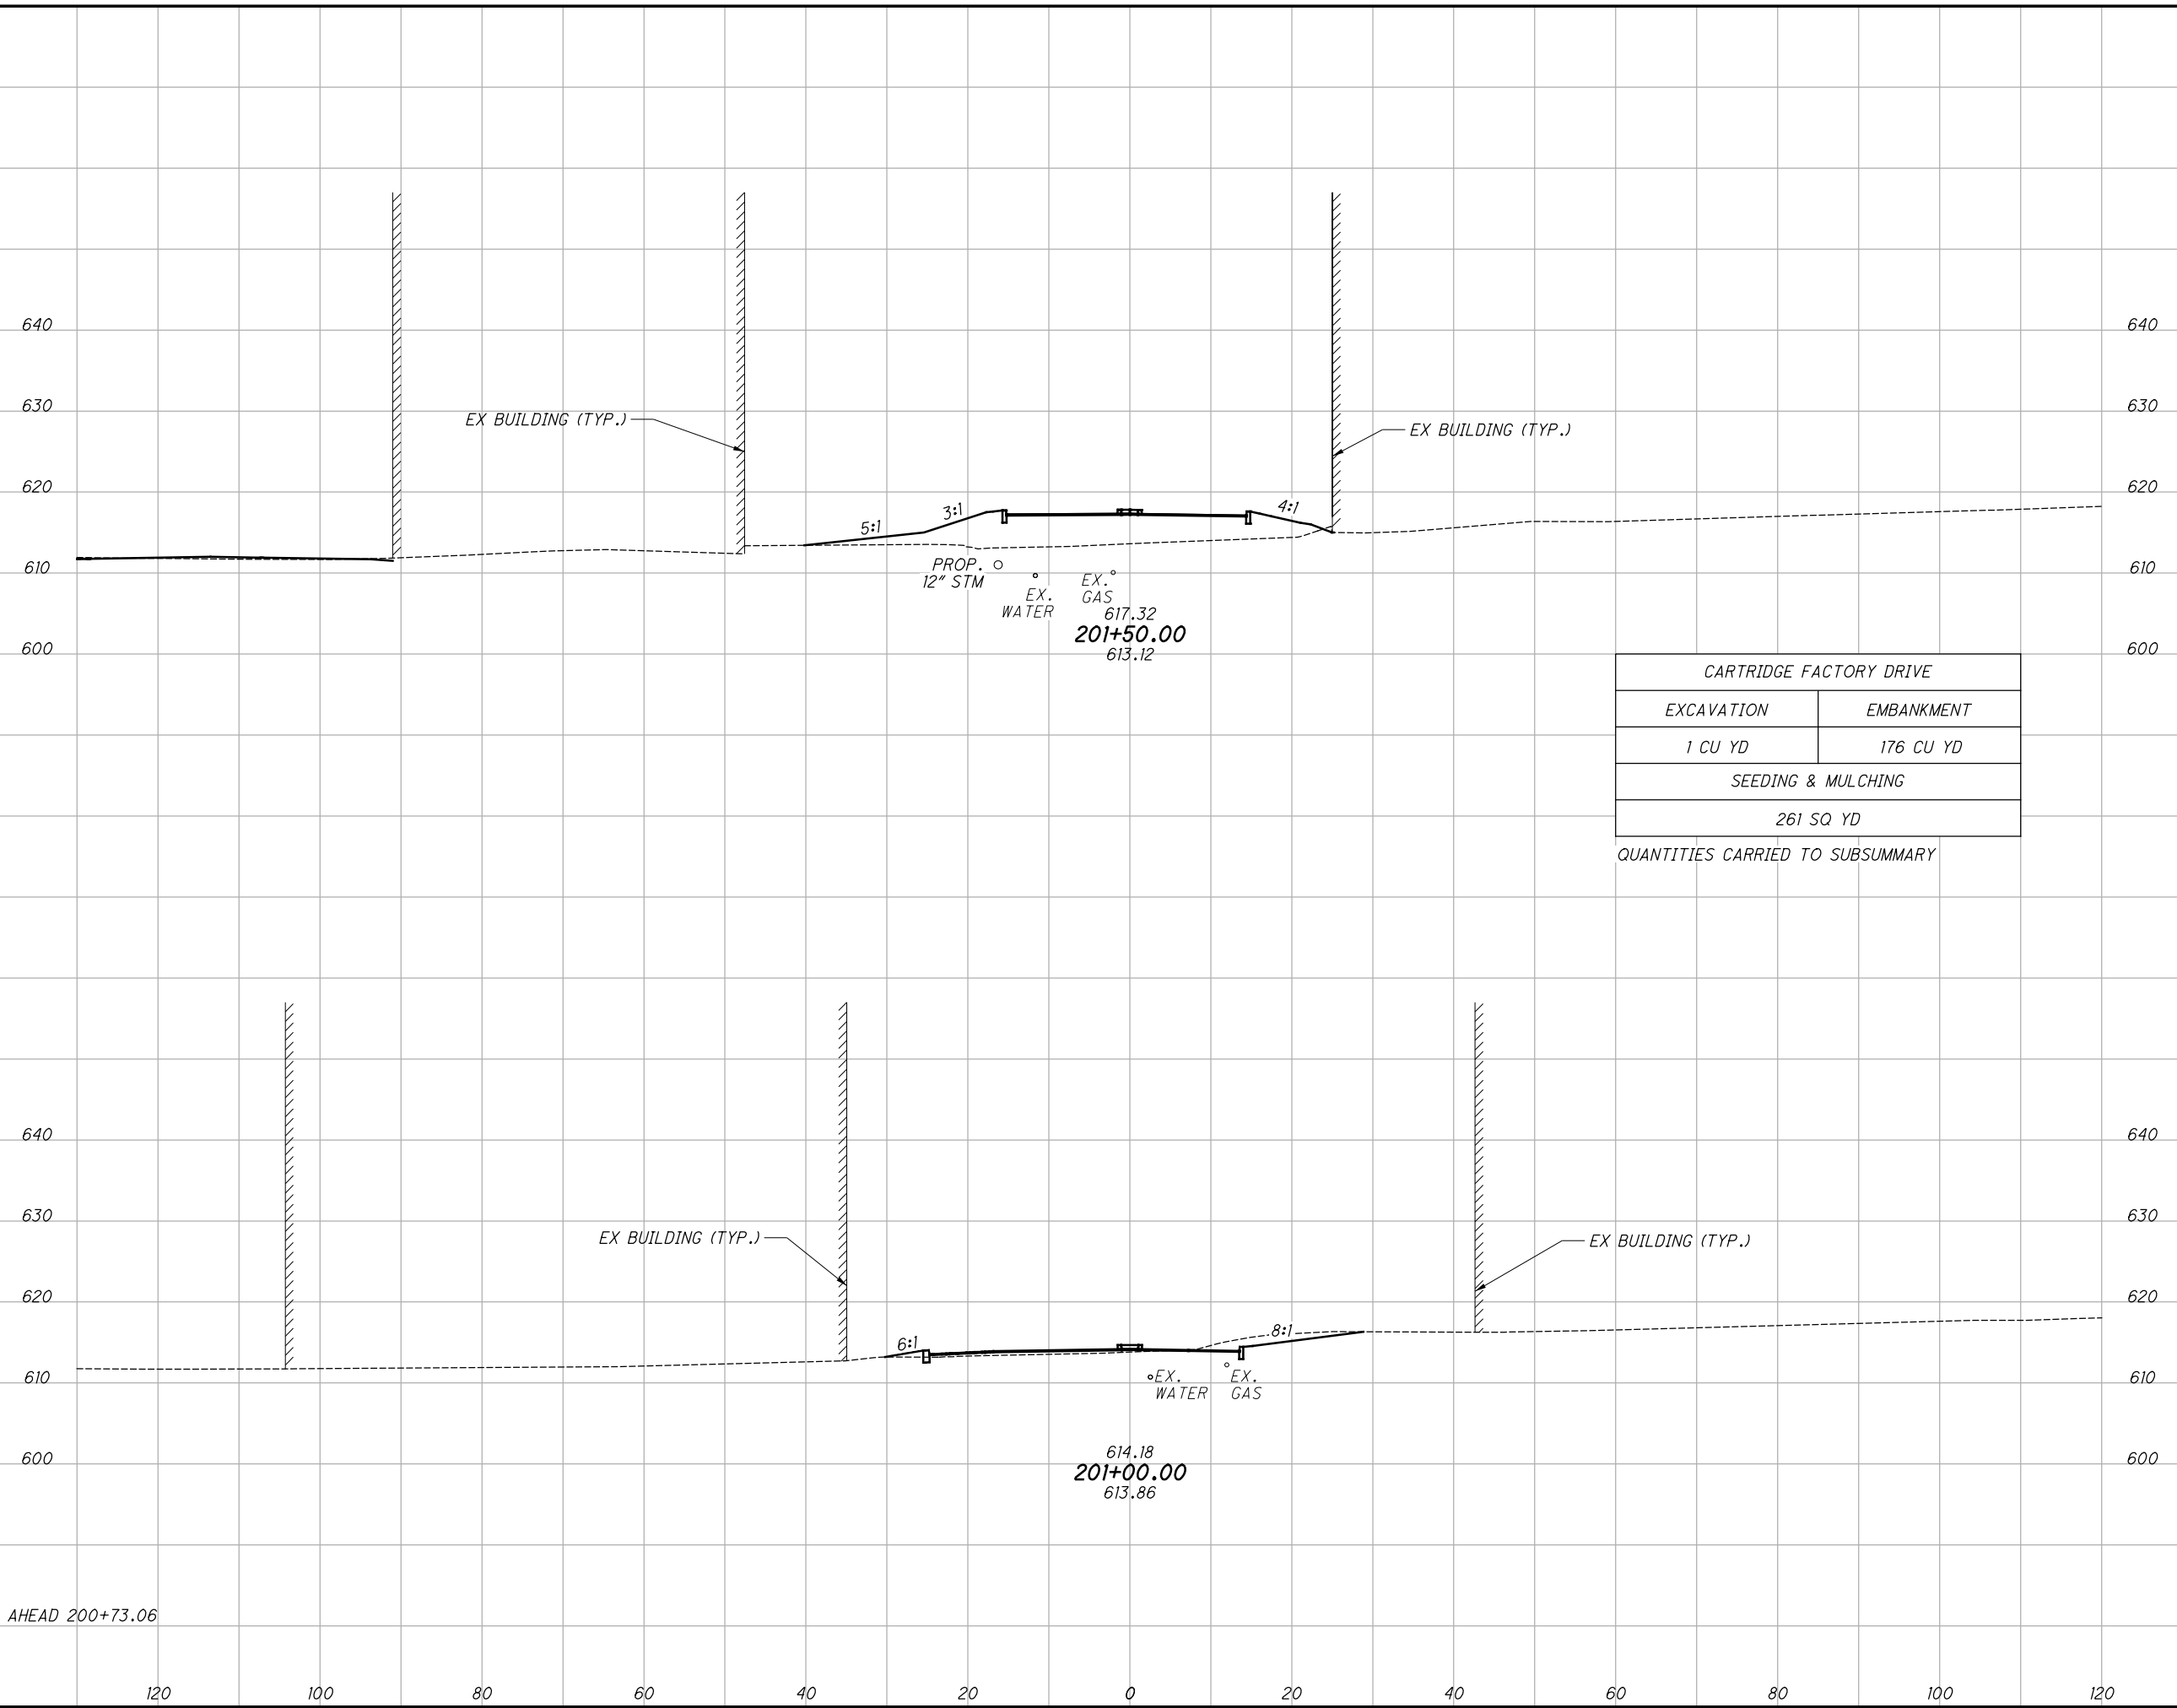 640
640
630
630
EX BUILDING (TYP.)
EX BUILDING (TYP.)
620
620
5:1
3:1
4:1
610
610
PROP.
12" STM
EX.
WATER
EX.
GAS
617.32
201+50.00
613.12
600
600
CARTRIDGE FACTORY DRIVE
EXCAVATION
EMBANKMENT
1 CU YD
176 CU YD
SEEDING & MULCHING
261 SQ YD
QUANTITIES CARRIED TO SUBSUMMARY
640
640
630
630
EX BUILDING (TYP.)
EX BUILDING (TYP.)
620
620
6:1
8:1
610
610
EX.
WATER
EX.
GAS
614.18
201+00.00
613.86
600
600
AHEAD 200+73.06
120 100 80 60 40 20 0 20 40 60 80 100 120